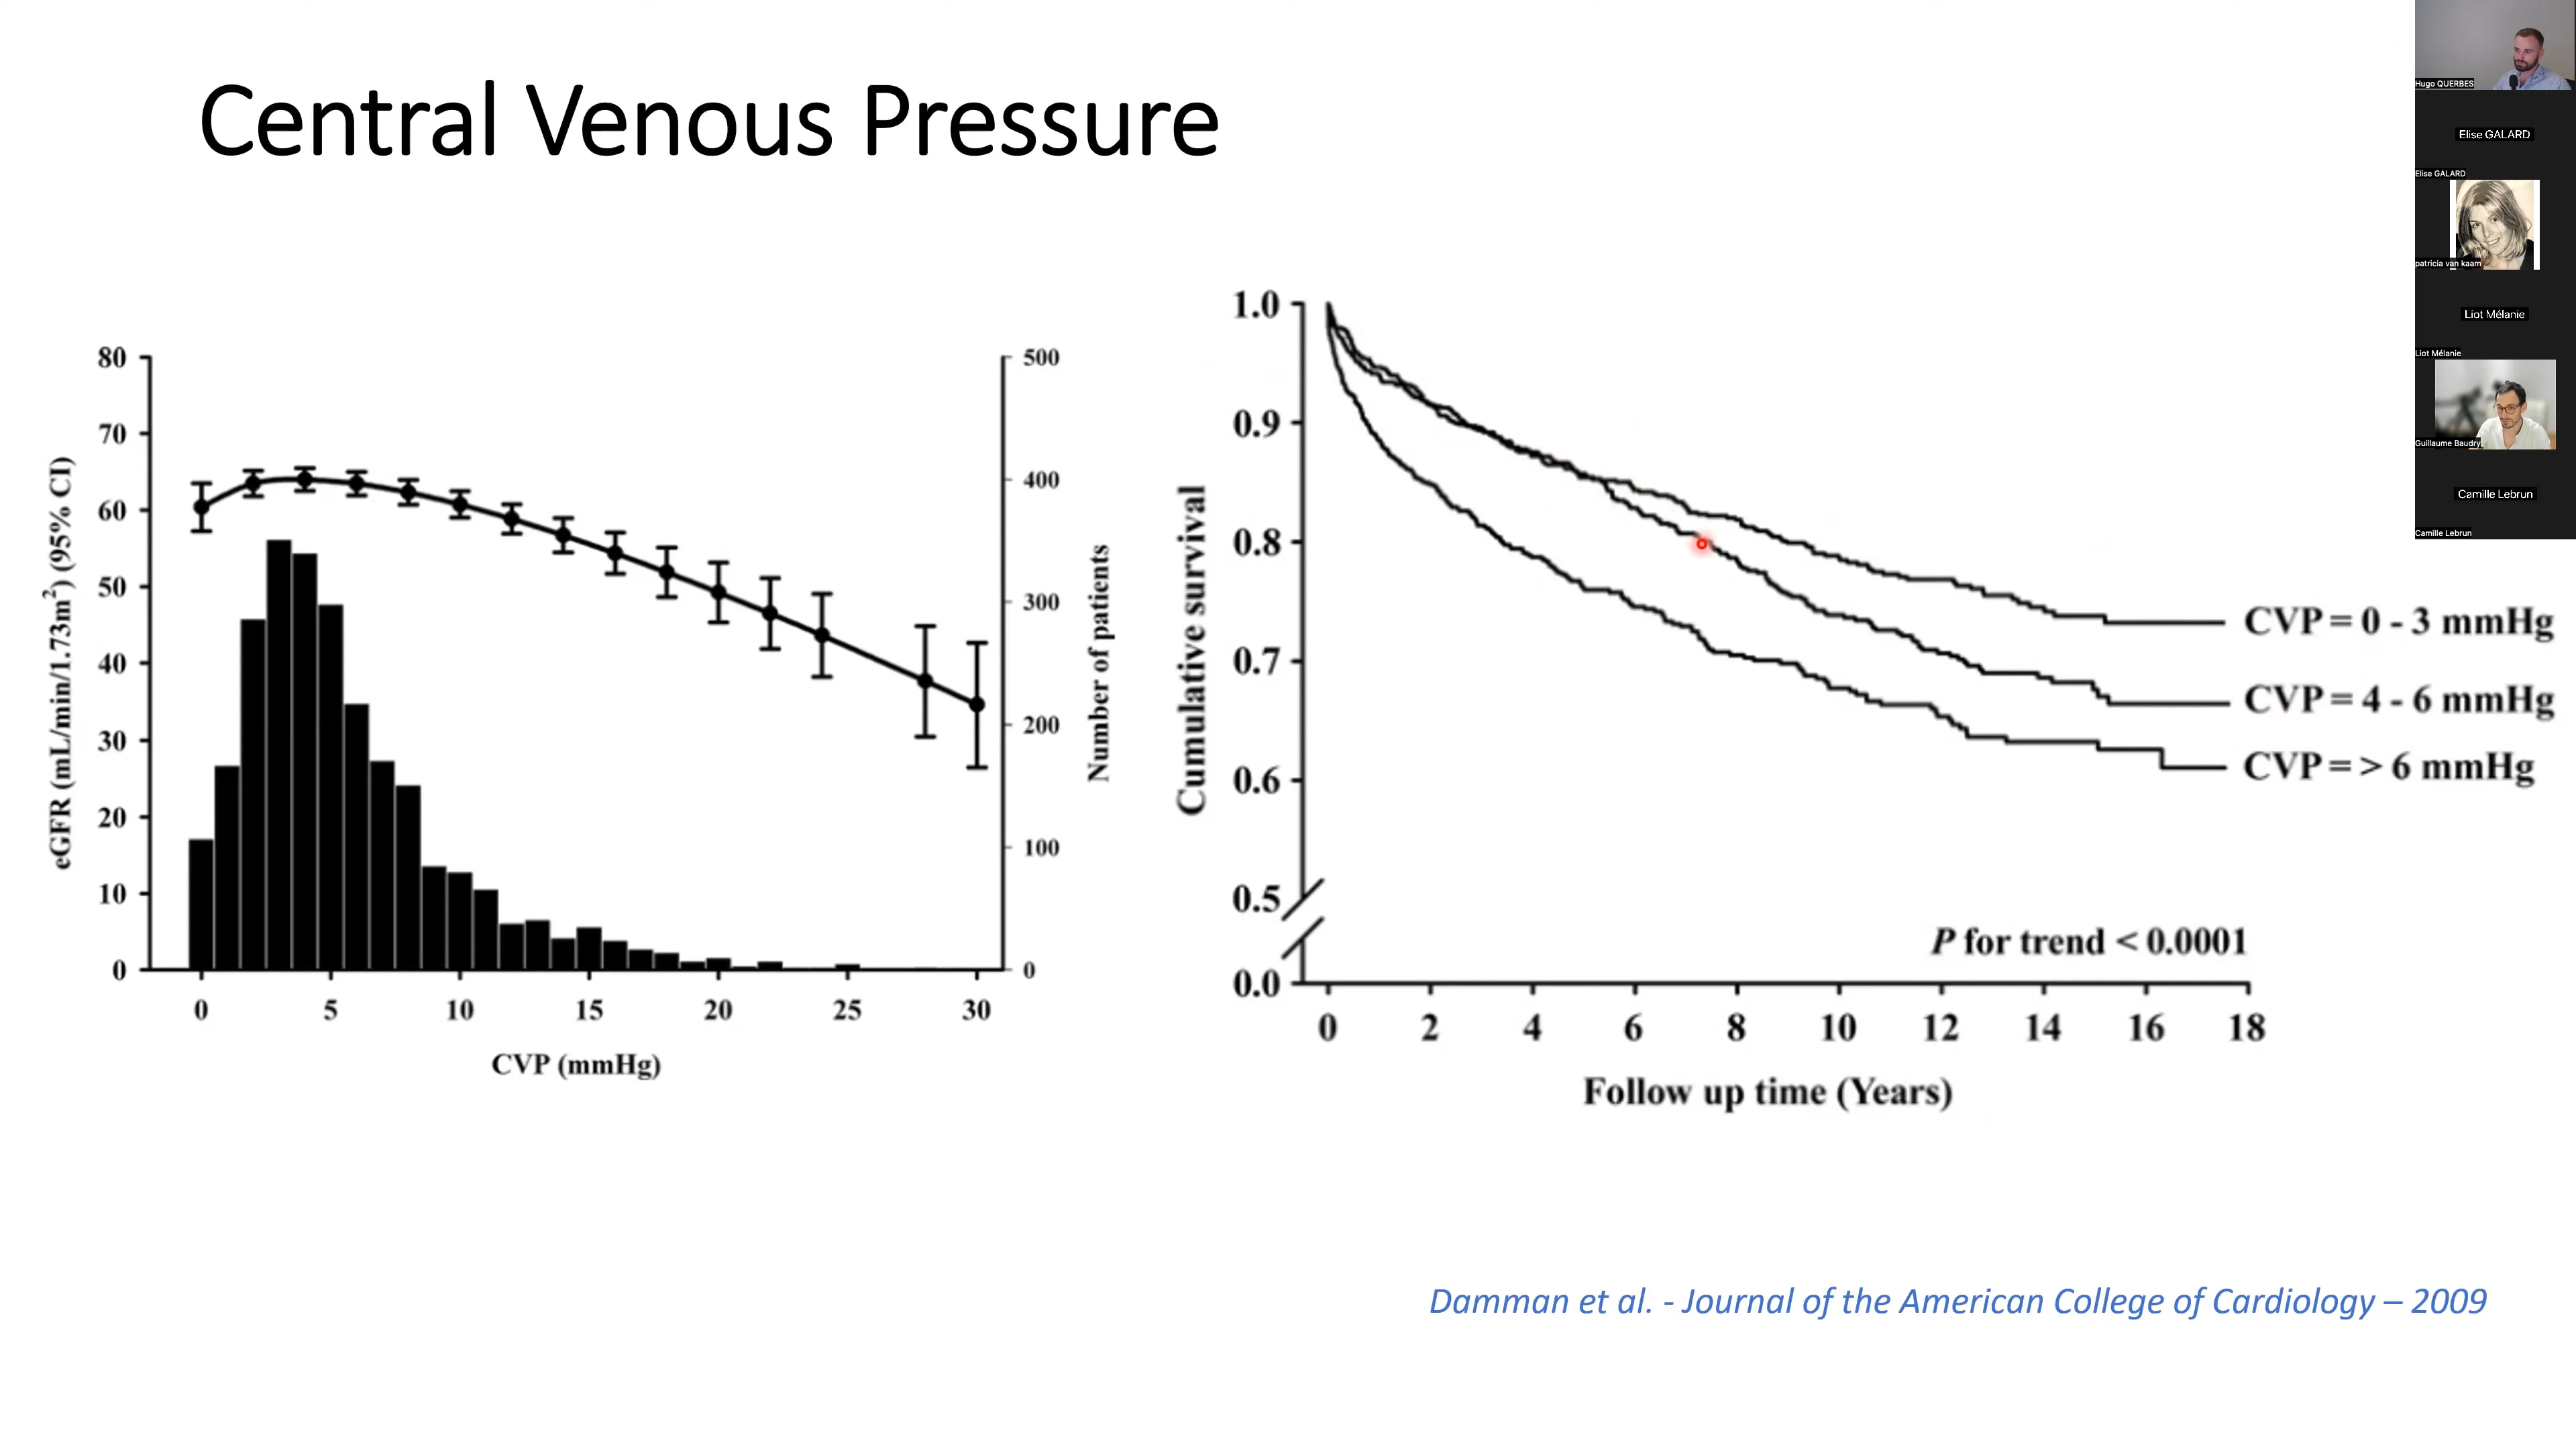 Central Venous Pressure
80
70
60
50
40
30
20
10
0
eGFR (mL/min/1.73m²) (95% CI)
500
400
300
200
100
0
Number of patients
0 5 10 15 20 25 30
CVP (mmHg)
1.0
0.9
0.8
0.7
0.6
0.5
0.0
Cumulative survival
CVP = 0 - 3 mmHg
CVP = 4 - 6 mmHg
CVP = > 6 mmHg
P for trend < 0.0001
0 2 4 6 8 10 12 14 16 18
Follow up time (Years)
Damman et al. - Journal of the American College of Cardiology – 2009
Hugo QUERBES
Elise GALARD
Elise GALARD
patricia van kaam
Liot Mélanie
Liot Mélanie
Guillaume Baudry
Camille Lebrun
Camille Lebrun